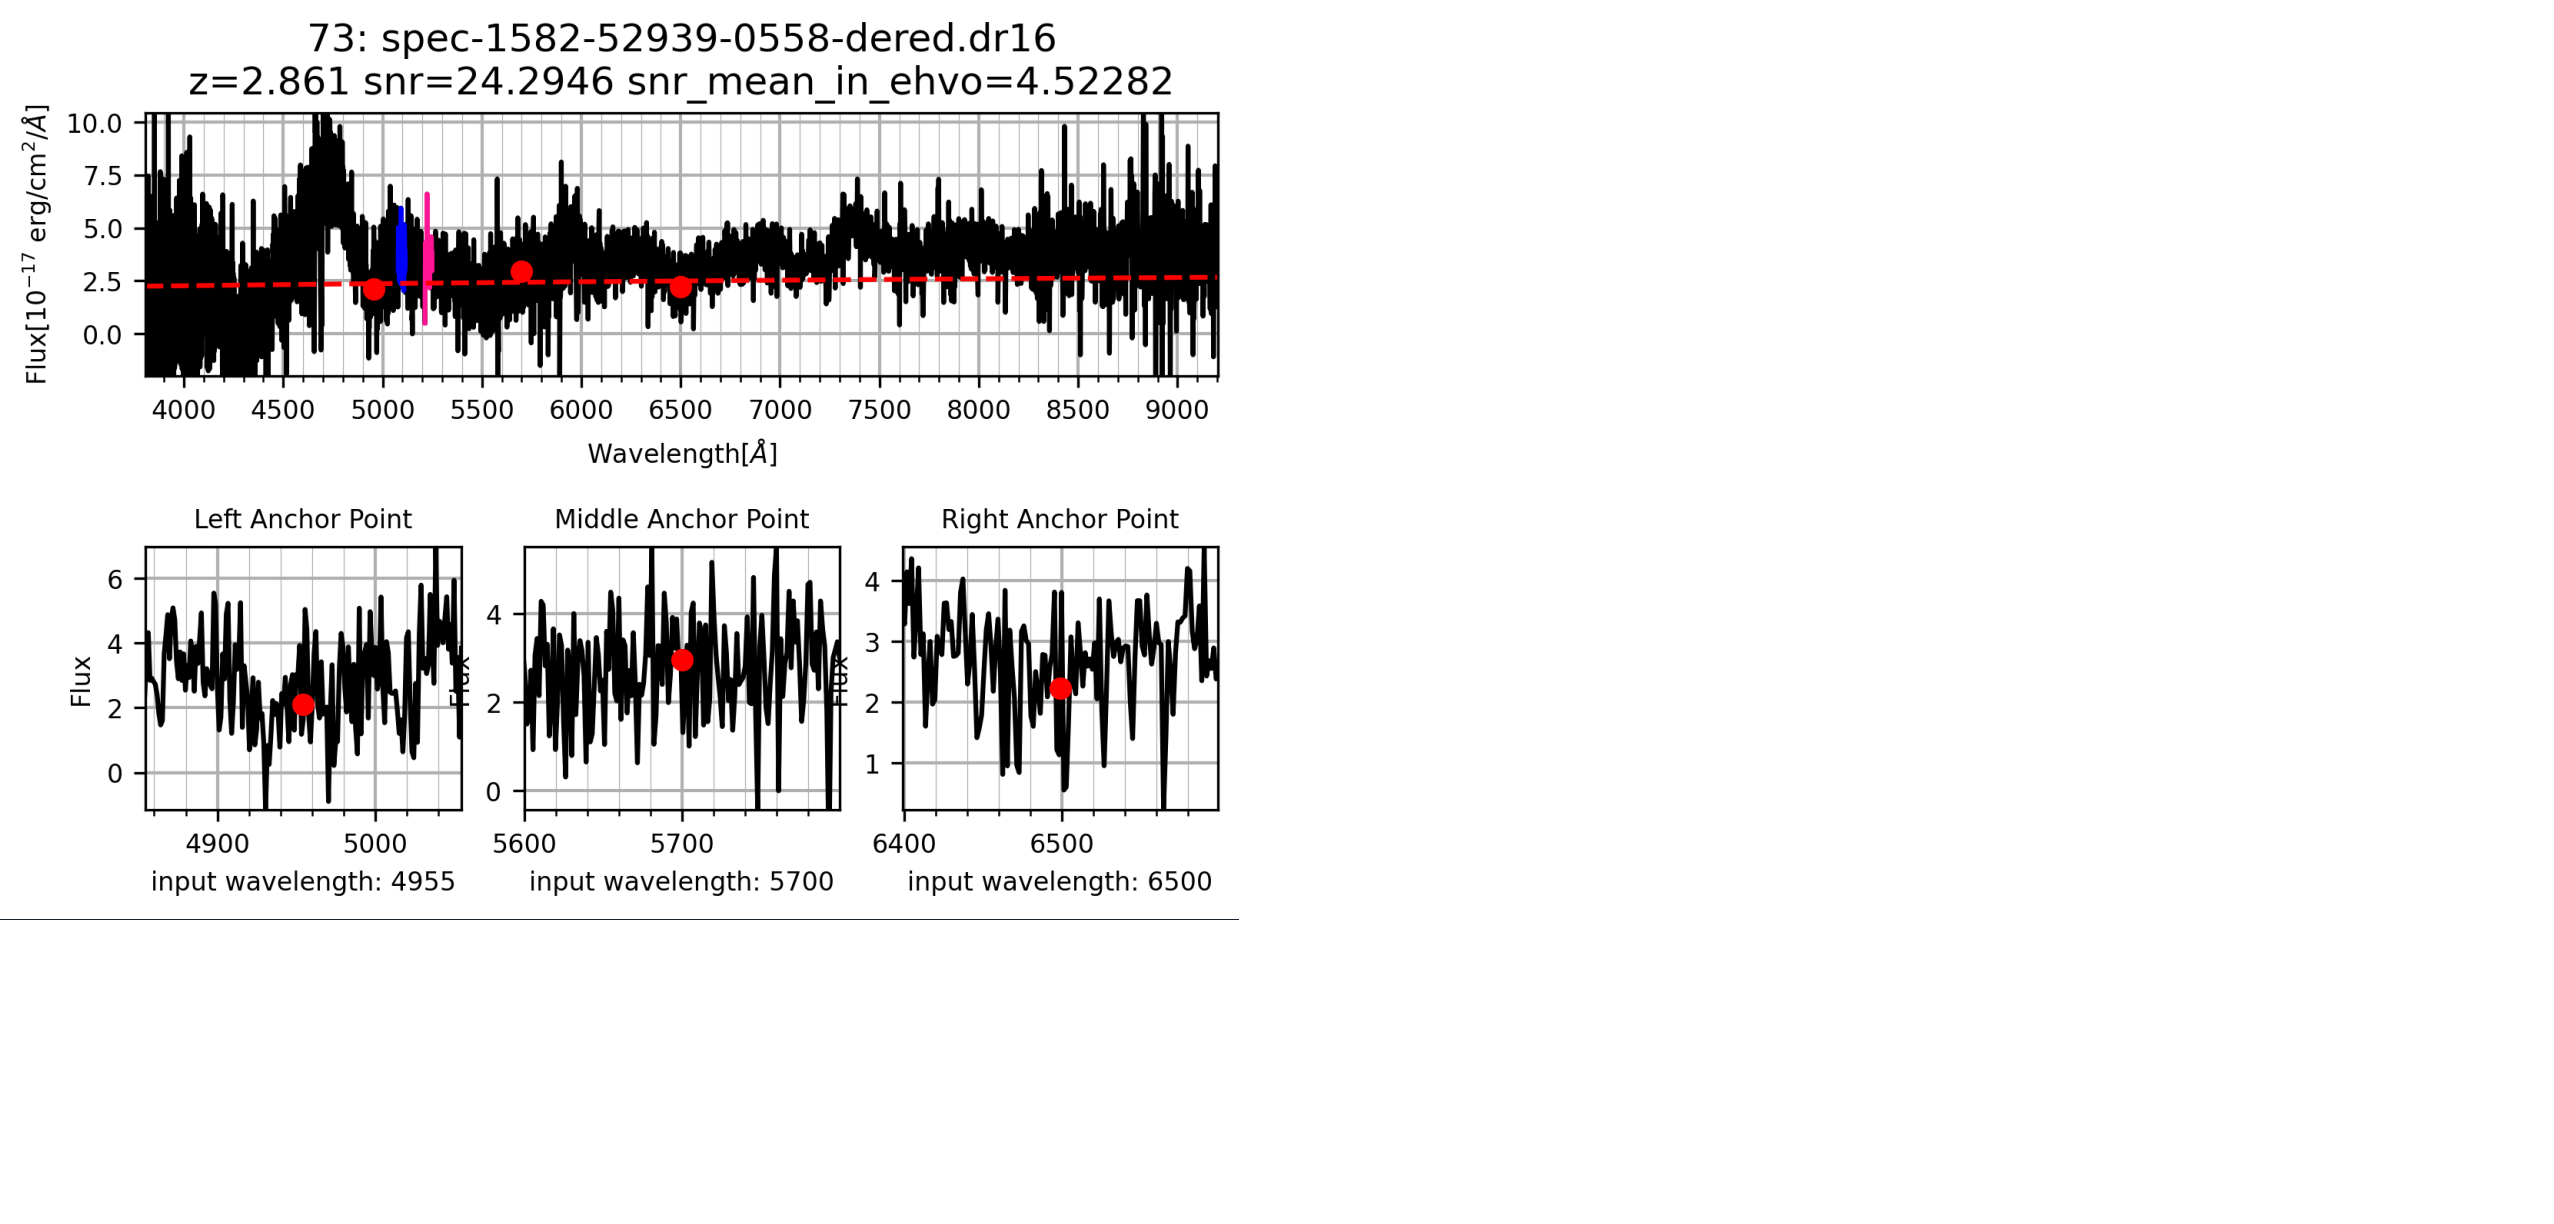 73: spec-1582-52939-0558-dered.dr16
z=2.861 snr=24.2946 snr_mean_in_ehvo=4.52282
Flux[10⁻¹⁷ erg/cm²/Å]
10.0
7.5
5.0
2.5
0.0
4000 4500 5000 5500 6000 6500 7000 7500 8000 8500 9000
Wavelength[Å]
Left Anchor Point
Flux
6
4
2
0
4900 5000
input wavelength: 4955
Middle Anchor Point
Flux
4
2
0
5600 5700
input wavelength: 5700
Right Anchor Point
Flux
4
3
2
1
6400 6500
input wavelength: 6500